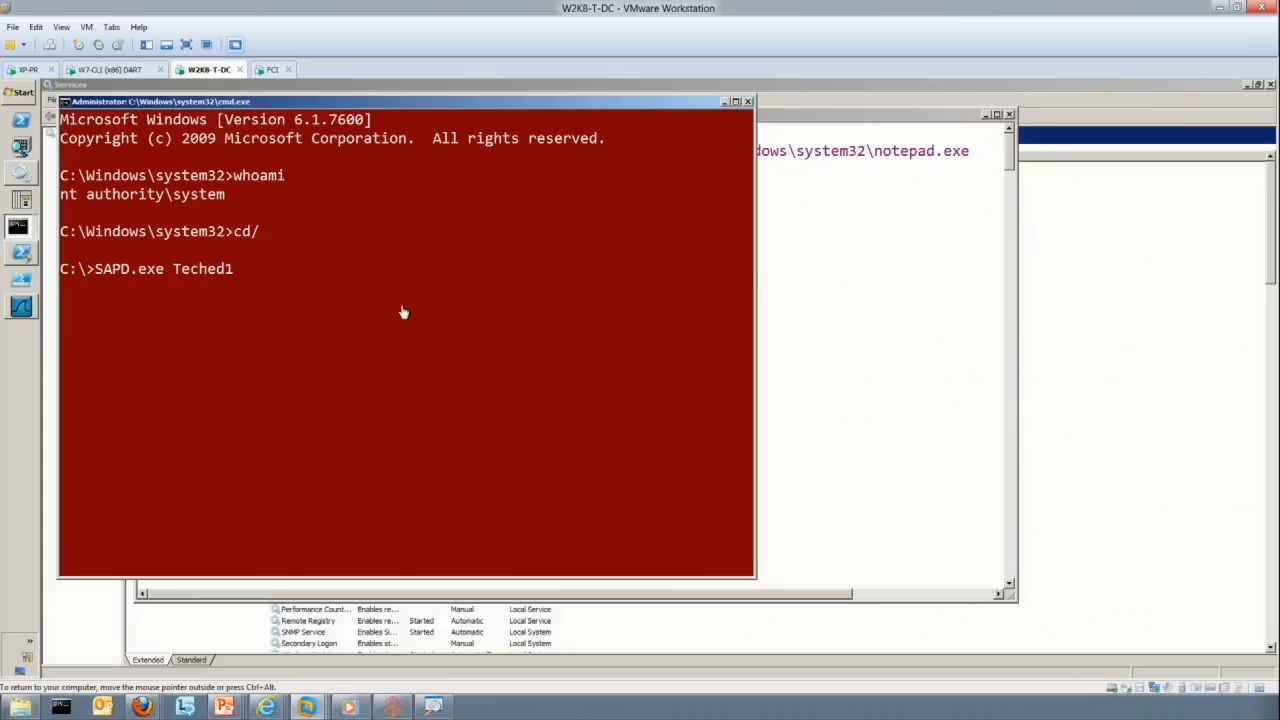 W2K8-T-DC - VMware Workstation
File Edit View VM Tabs Help
XP-PR W7-CLI (x86) DART W2K8-T-DC FCI
Start Services
Administrator: C:\Windows\system32\cmd.exe
Microsoft Windows [Version 6.1.7600]
Copyright (c) 2009 Microsoft Corporation.  All rights reserved.
dows\system32\notepad.exe
C:\Windows\system32>whoami
nt authority\system
C:\Windows\system32>cd/
C:\>SAPD.exe Teched1
Performance Count... Enables re... Manual Local Service
Remote Registry Enables re... Started Automatic Local Service
SNMP Service Enables Si... Started Automatic Local System
Secondary Logon Enables st... Manual Local System
Extended Standard
To return to your computer, move the mouse pointer outside or press Ctrl+Alt.